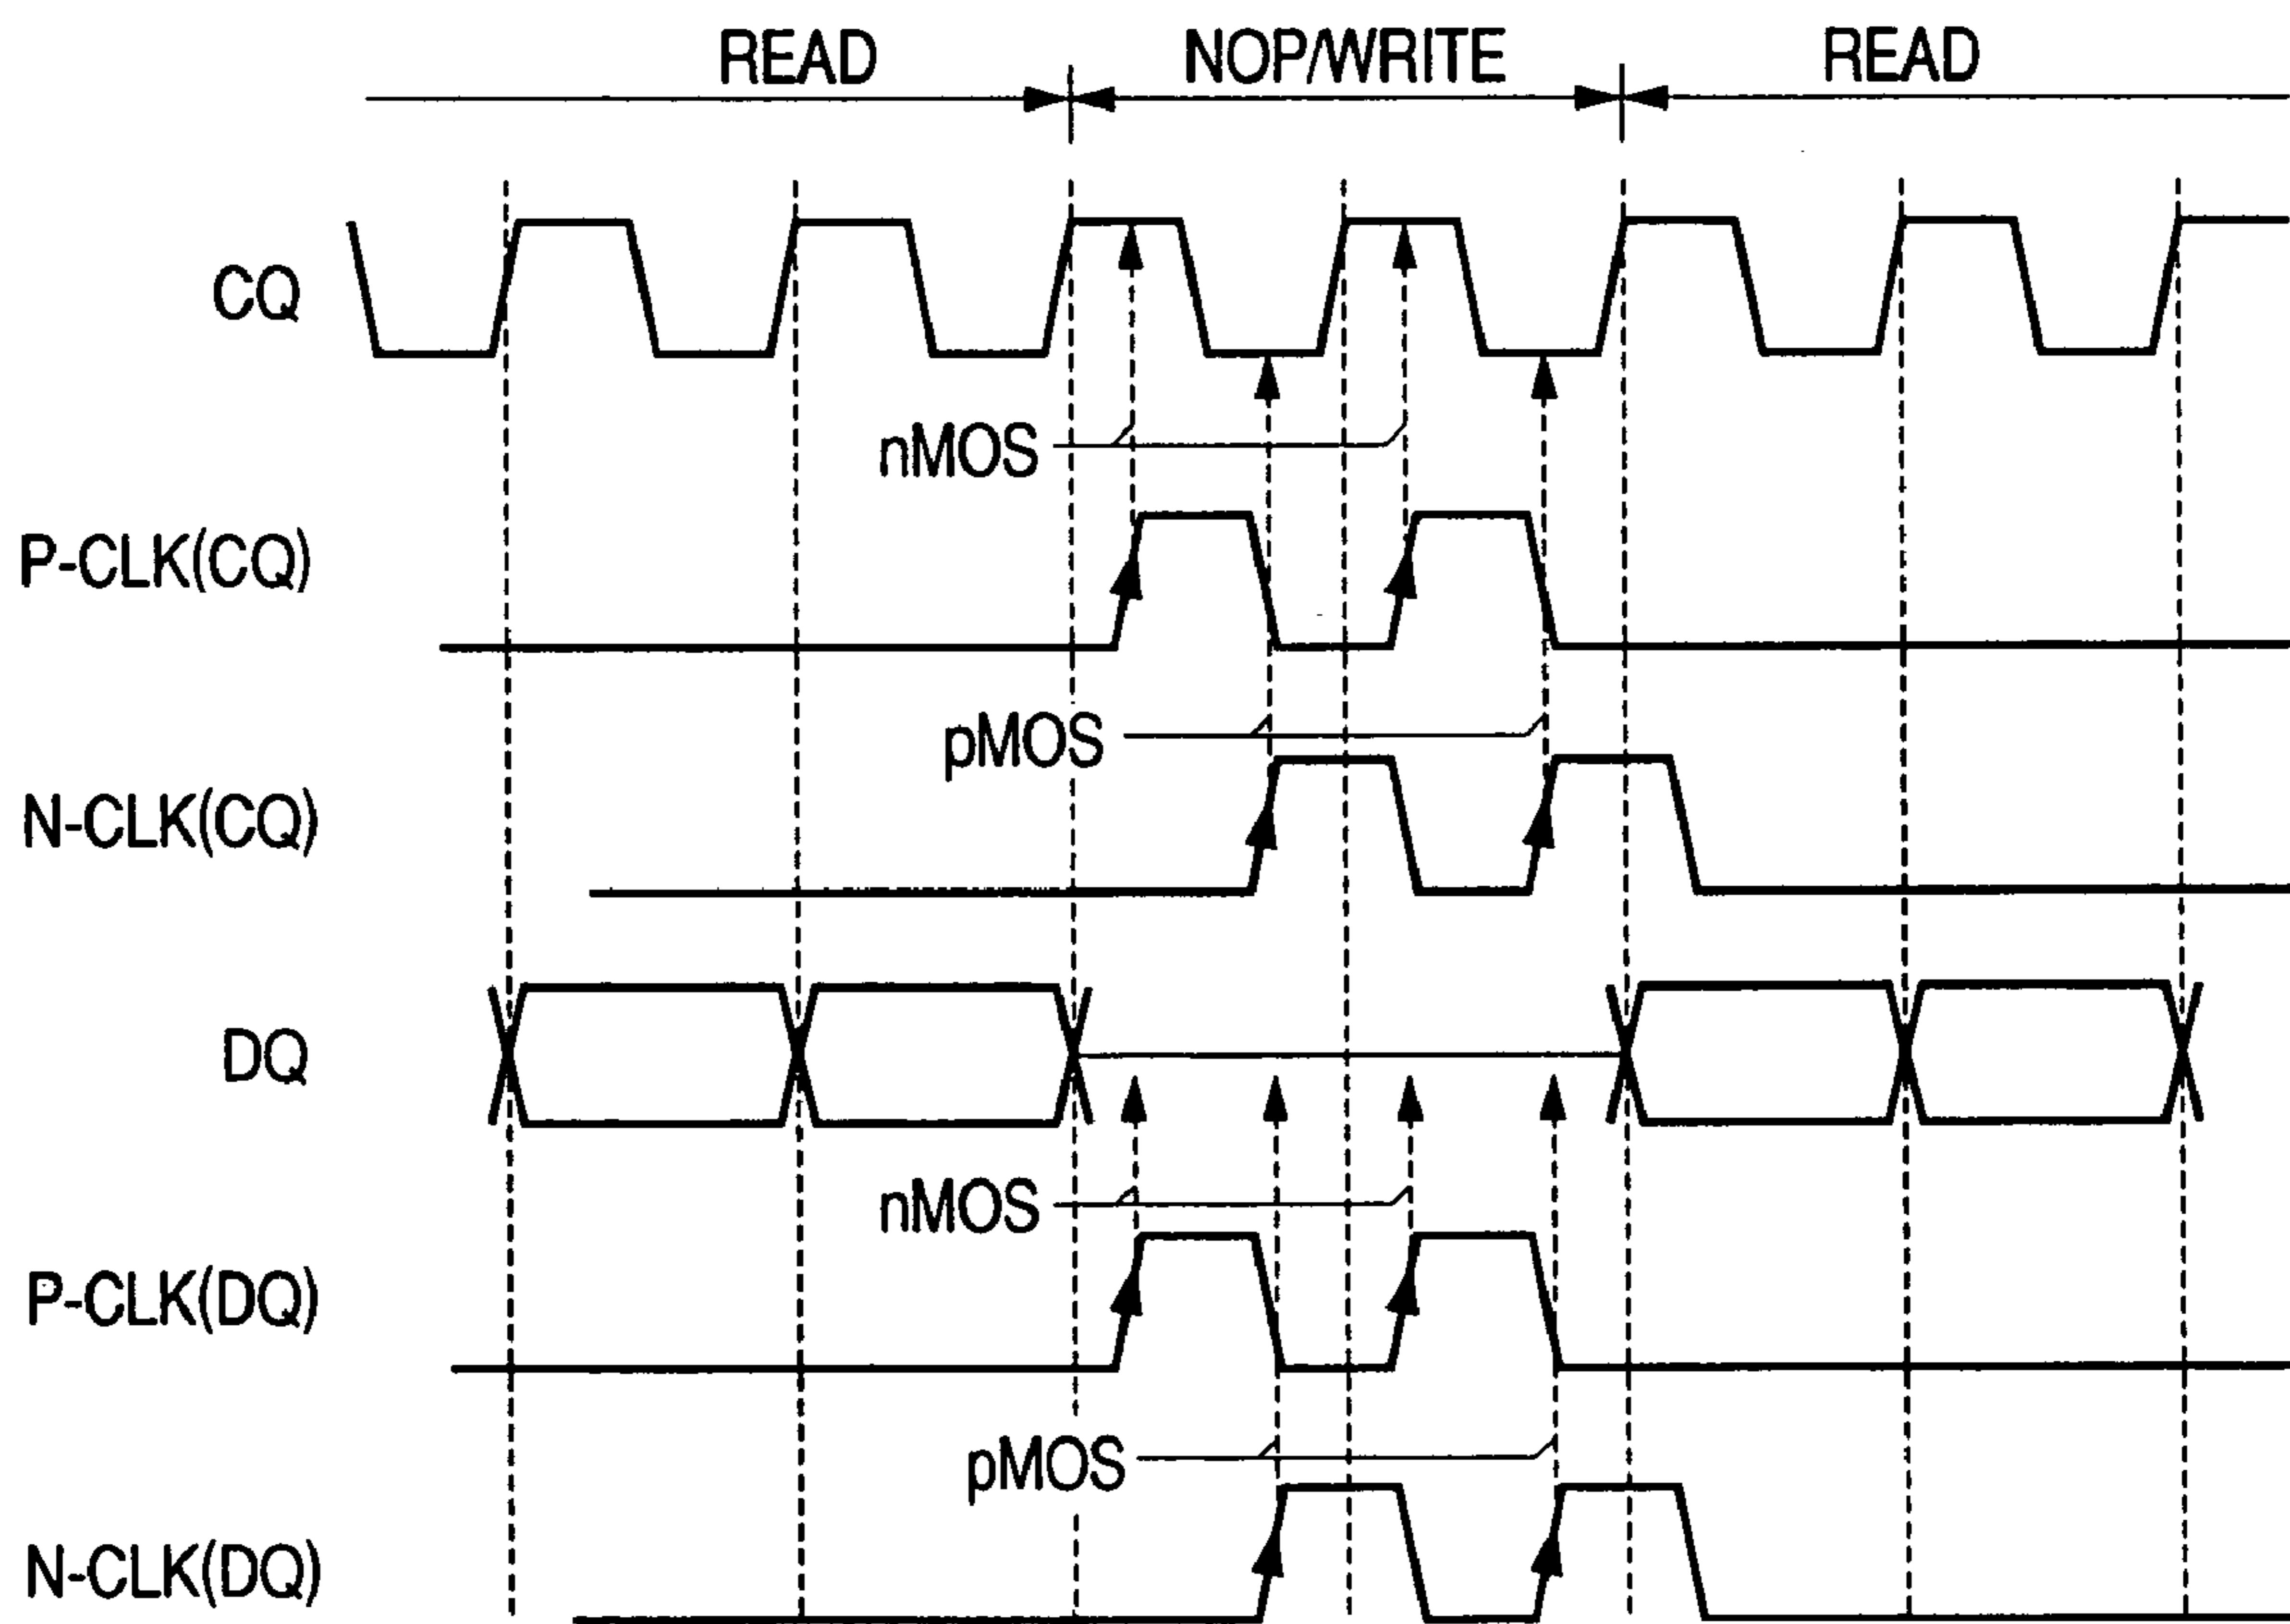 READ NOP/WRITE READ
CQ
nMOS
P-CLK(CQ)
pMOS
N-CLK(CQ)
DQ
nMOS
P-CLK(DQ)
pMOS
N-CLK(DQ)